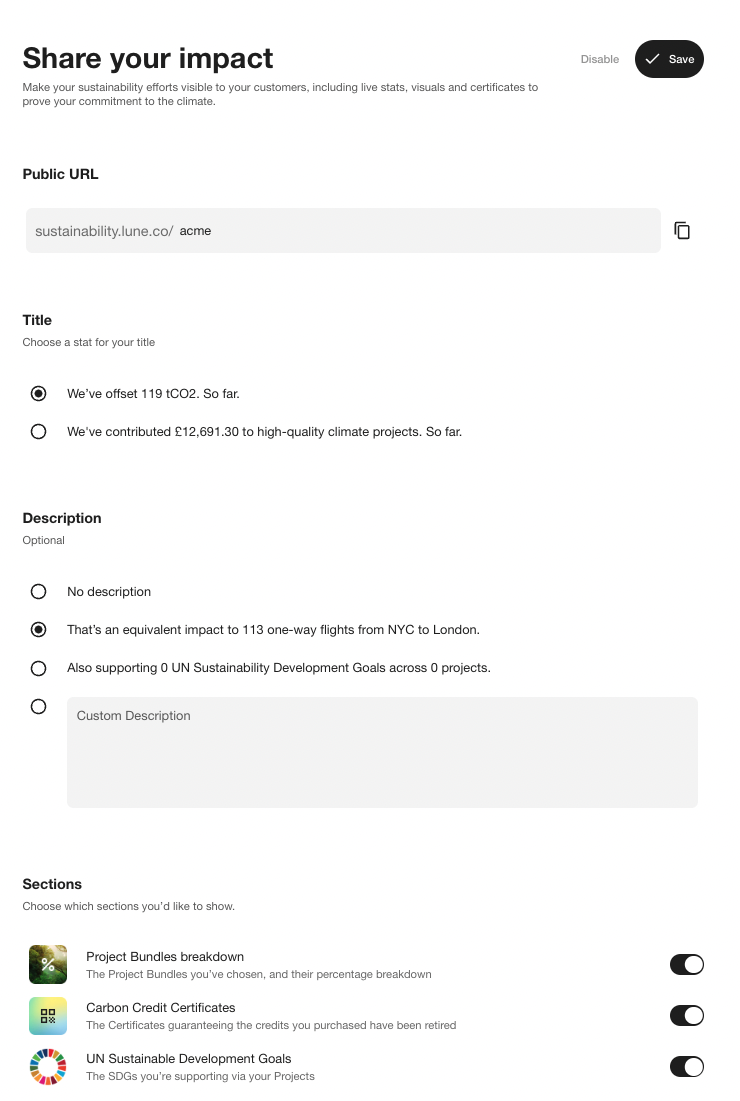 Share your impact
Disable
Save
Make your sustainability efforts visible to your customers, including live stats, visuals and certificates to
prove your commitment to the climate.
Public URL
sustainability.lune.co/ acme
Title
Choose a stat for your title
We’ve offset 119 tCO2. So far.
We've contributed £12,691.30 to high-quality climate projects. So far.
Description
Optional
No description
That’s an equivalent impact to 113 one-way flights from NYC to London.
Also supporting 0 UN Sustainability Development Goals across 0 projects.
Custom Description
Sections
Choose which sections you’d like to show.
Project Bundles breakdown
The Project Bundles you’ve chosen, and their percentage breakdown
Carbon Credit Certificates
The Certificates guaranteeing the credits you purchased have been retired
UN Sustainable Development Goals
The SDGs you’re supporting via your Projects